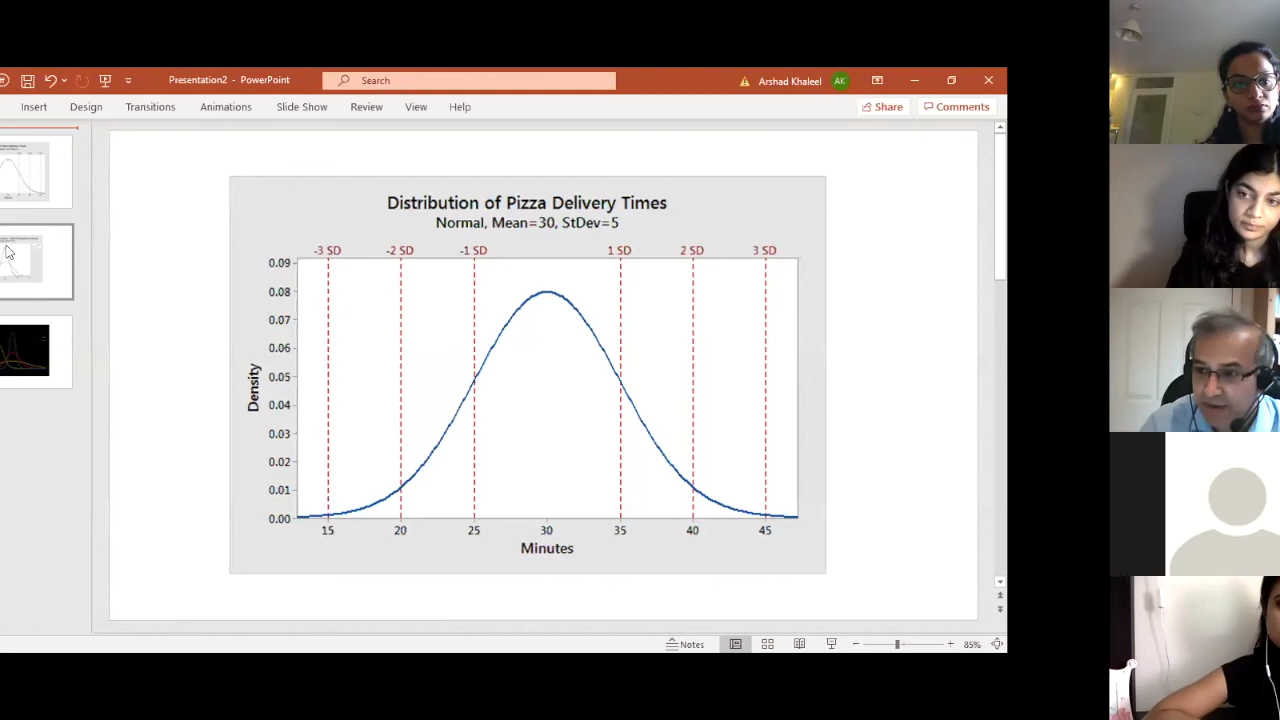 Presentation2 - PowerPoint
Search
Arshad Khaleel
AK
Insert
Design
Transitions
Animations
Slide Show
Review
View
Help
Share
Comments
Distribution of Pizza Delivery Times
Normal, Mean=30, StDev=5
-3 SD -2 SD -1 SD 1 SD 2 SD 3 SD
0.09
0.08
0.07
0.06
0.05
0.04
0.03
0.02
0.01
0.00
Density
15 20 25 30 35 40 45
Minutes
Notes
85%